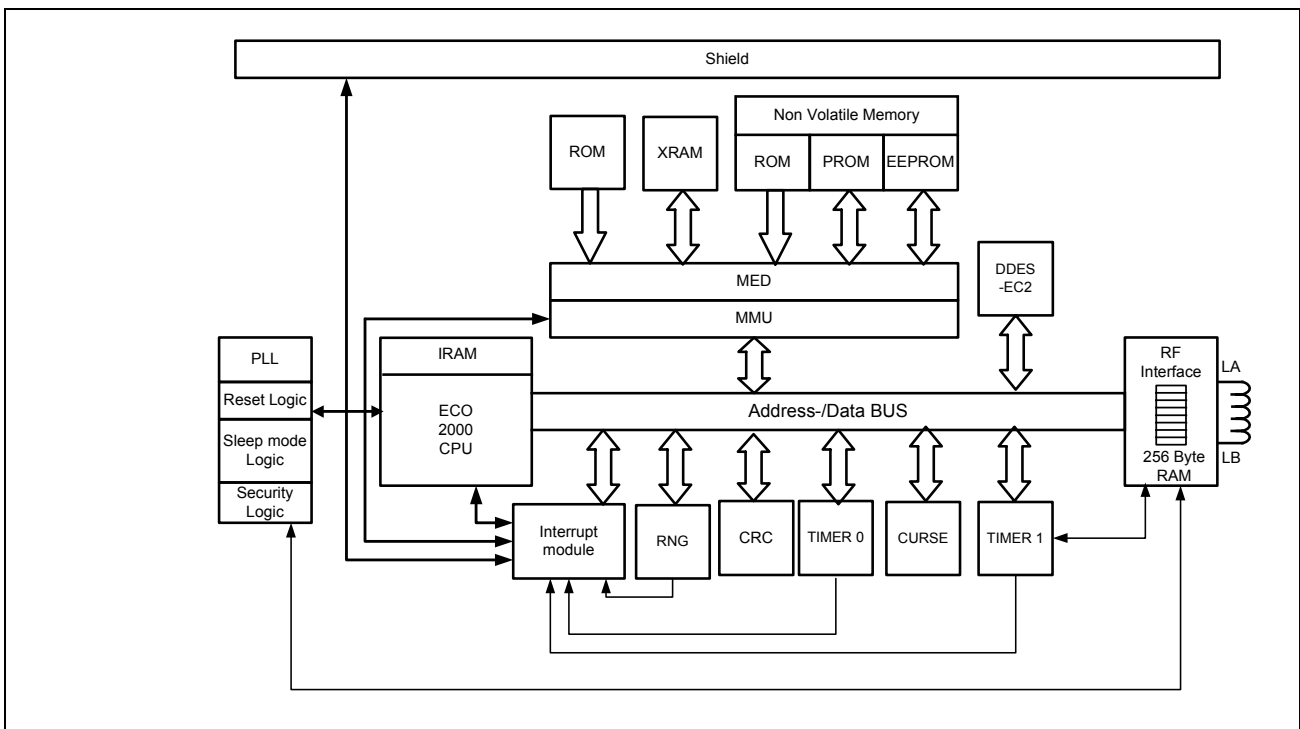 Shield
Non Volatile Memory
ROM
XRAM
ROM
PROM
EEPROM
DDES
-EC2
MED
MMU
PLL
Reset Logic
Sleep mode
Logic
Security
Logic
IRAM
ECO
2000
CPU
Address-/Data BUS
RF
Interface
256 Byte
RAM
LA
LB
Interrupt
module
RNG
CRC
TIMER 0
CURSE
TIMER 1